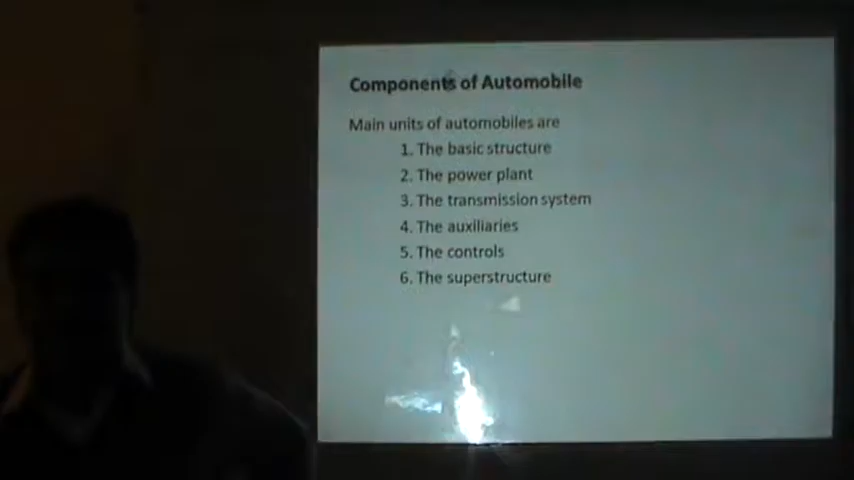 Components of Automobile
Main units of automobiles are
1. The basic structure
2. The power plant
3. The transmission system
4. The auxiliaries
5. The controls
6. The superstructure